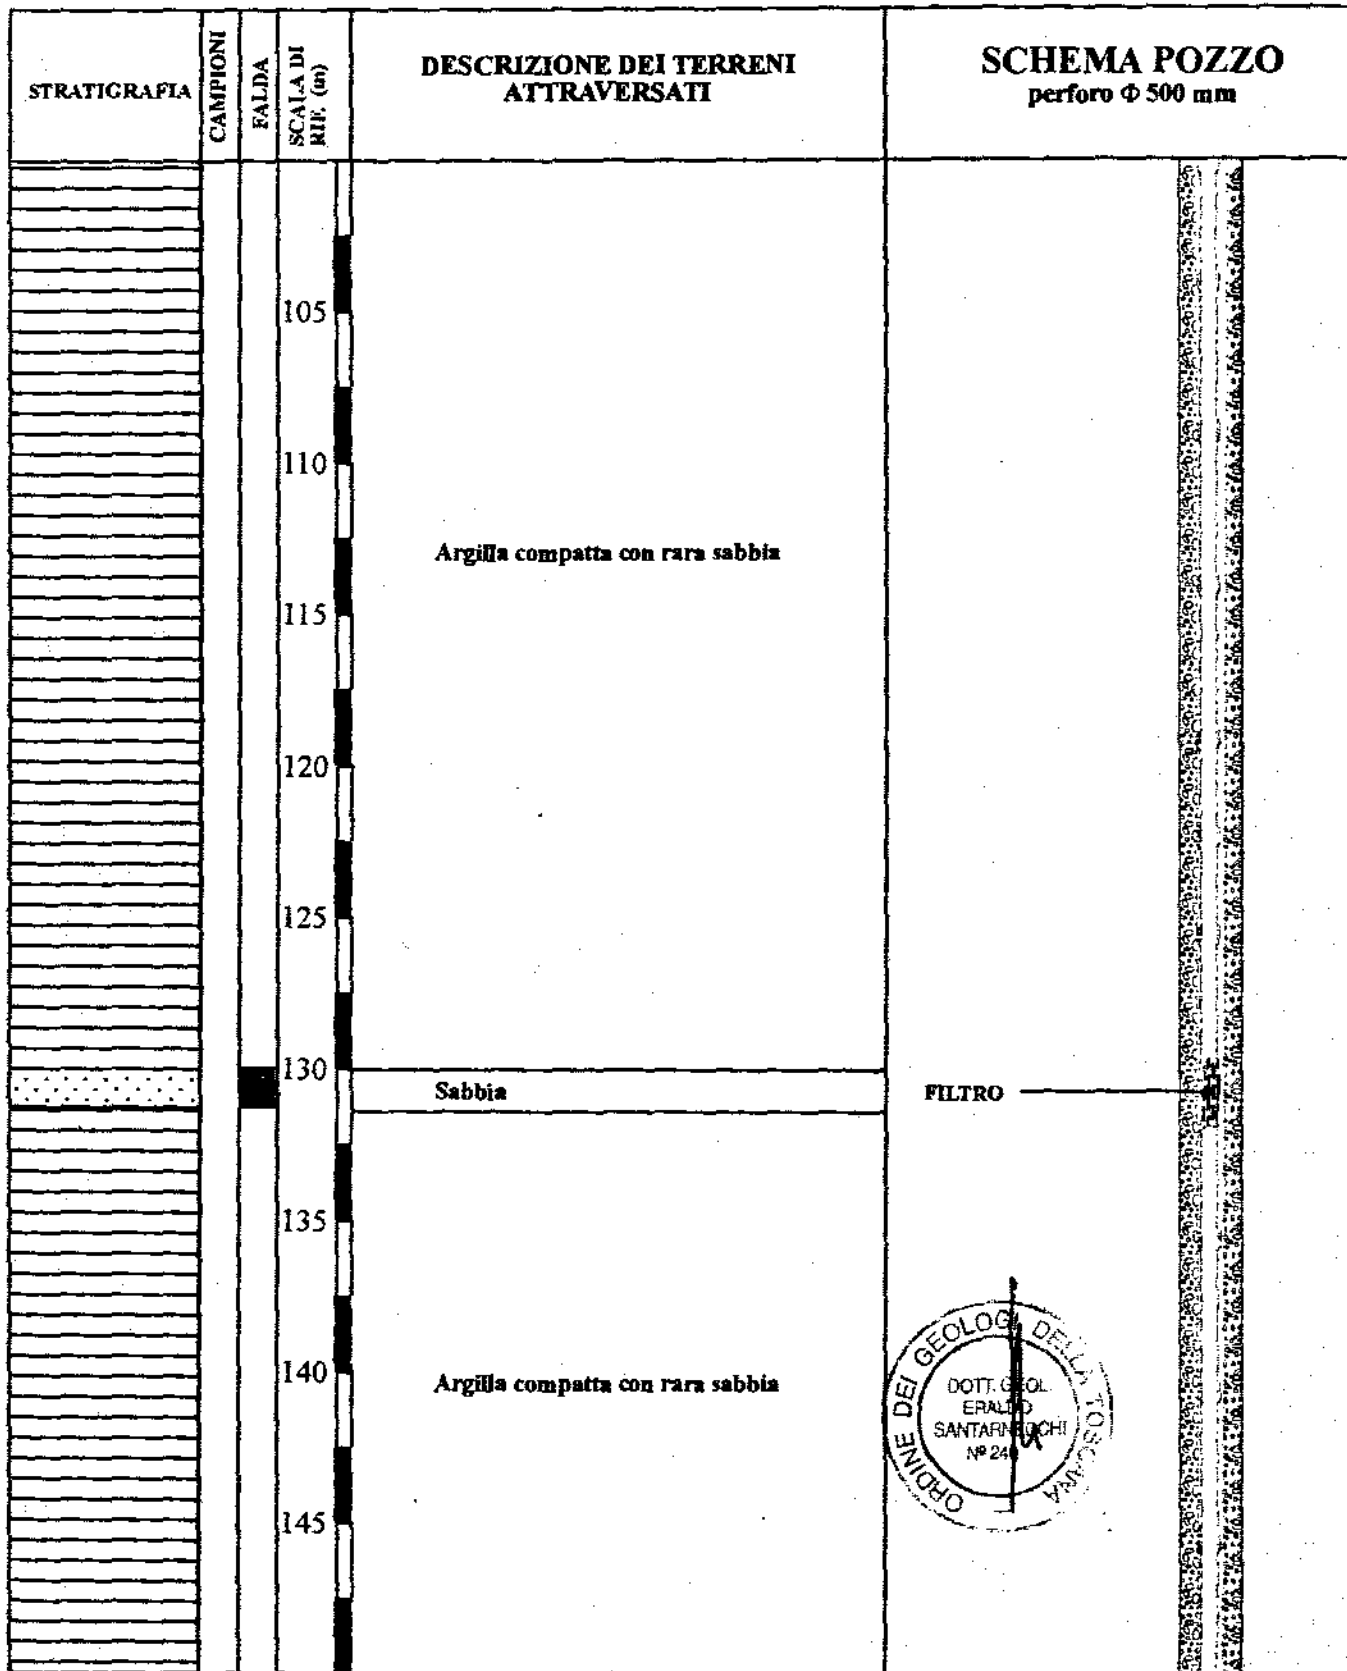 STRATIGRAFIA
CAMPIONI
FALDA
SCALA DI
RIF. (m)
DESCRIZIONE DEI TERRENI
ATTRAVERSATI
SCHEMA POZZO
perforo Φ 500 mm
105
110
Argilla compatta con rara sabbia
115
120
125
130
Sabbia
FILTRO
135
140
Argilla compatta con rara sabbia
145
ORDINE DEI GEOLOGI DELLA TOSCANA
DOTT. GEOL.
ERALDO
Nº